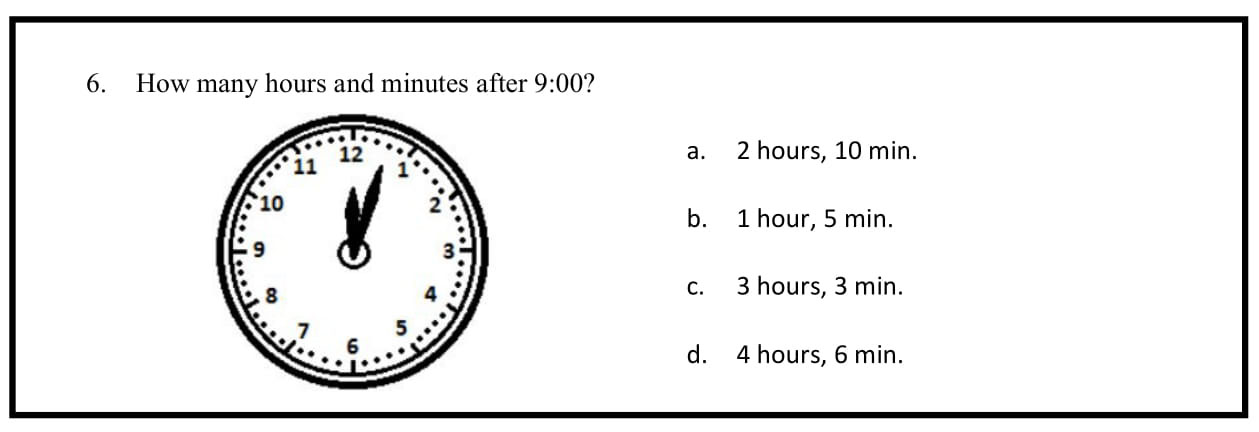 6. How many hours and minutes after 9:00?
12
11
1
10
2
9
3
8
4
7
5
6
a. 2 hours, 10 min.
b. 1 hour, 5 min.
c. 3 hours, 3 min.
d. 4 hours, 6 min.